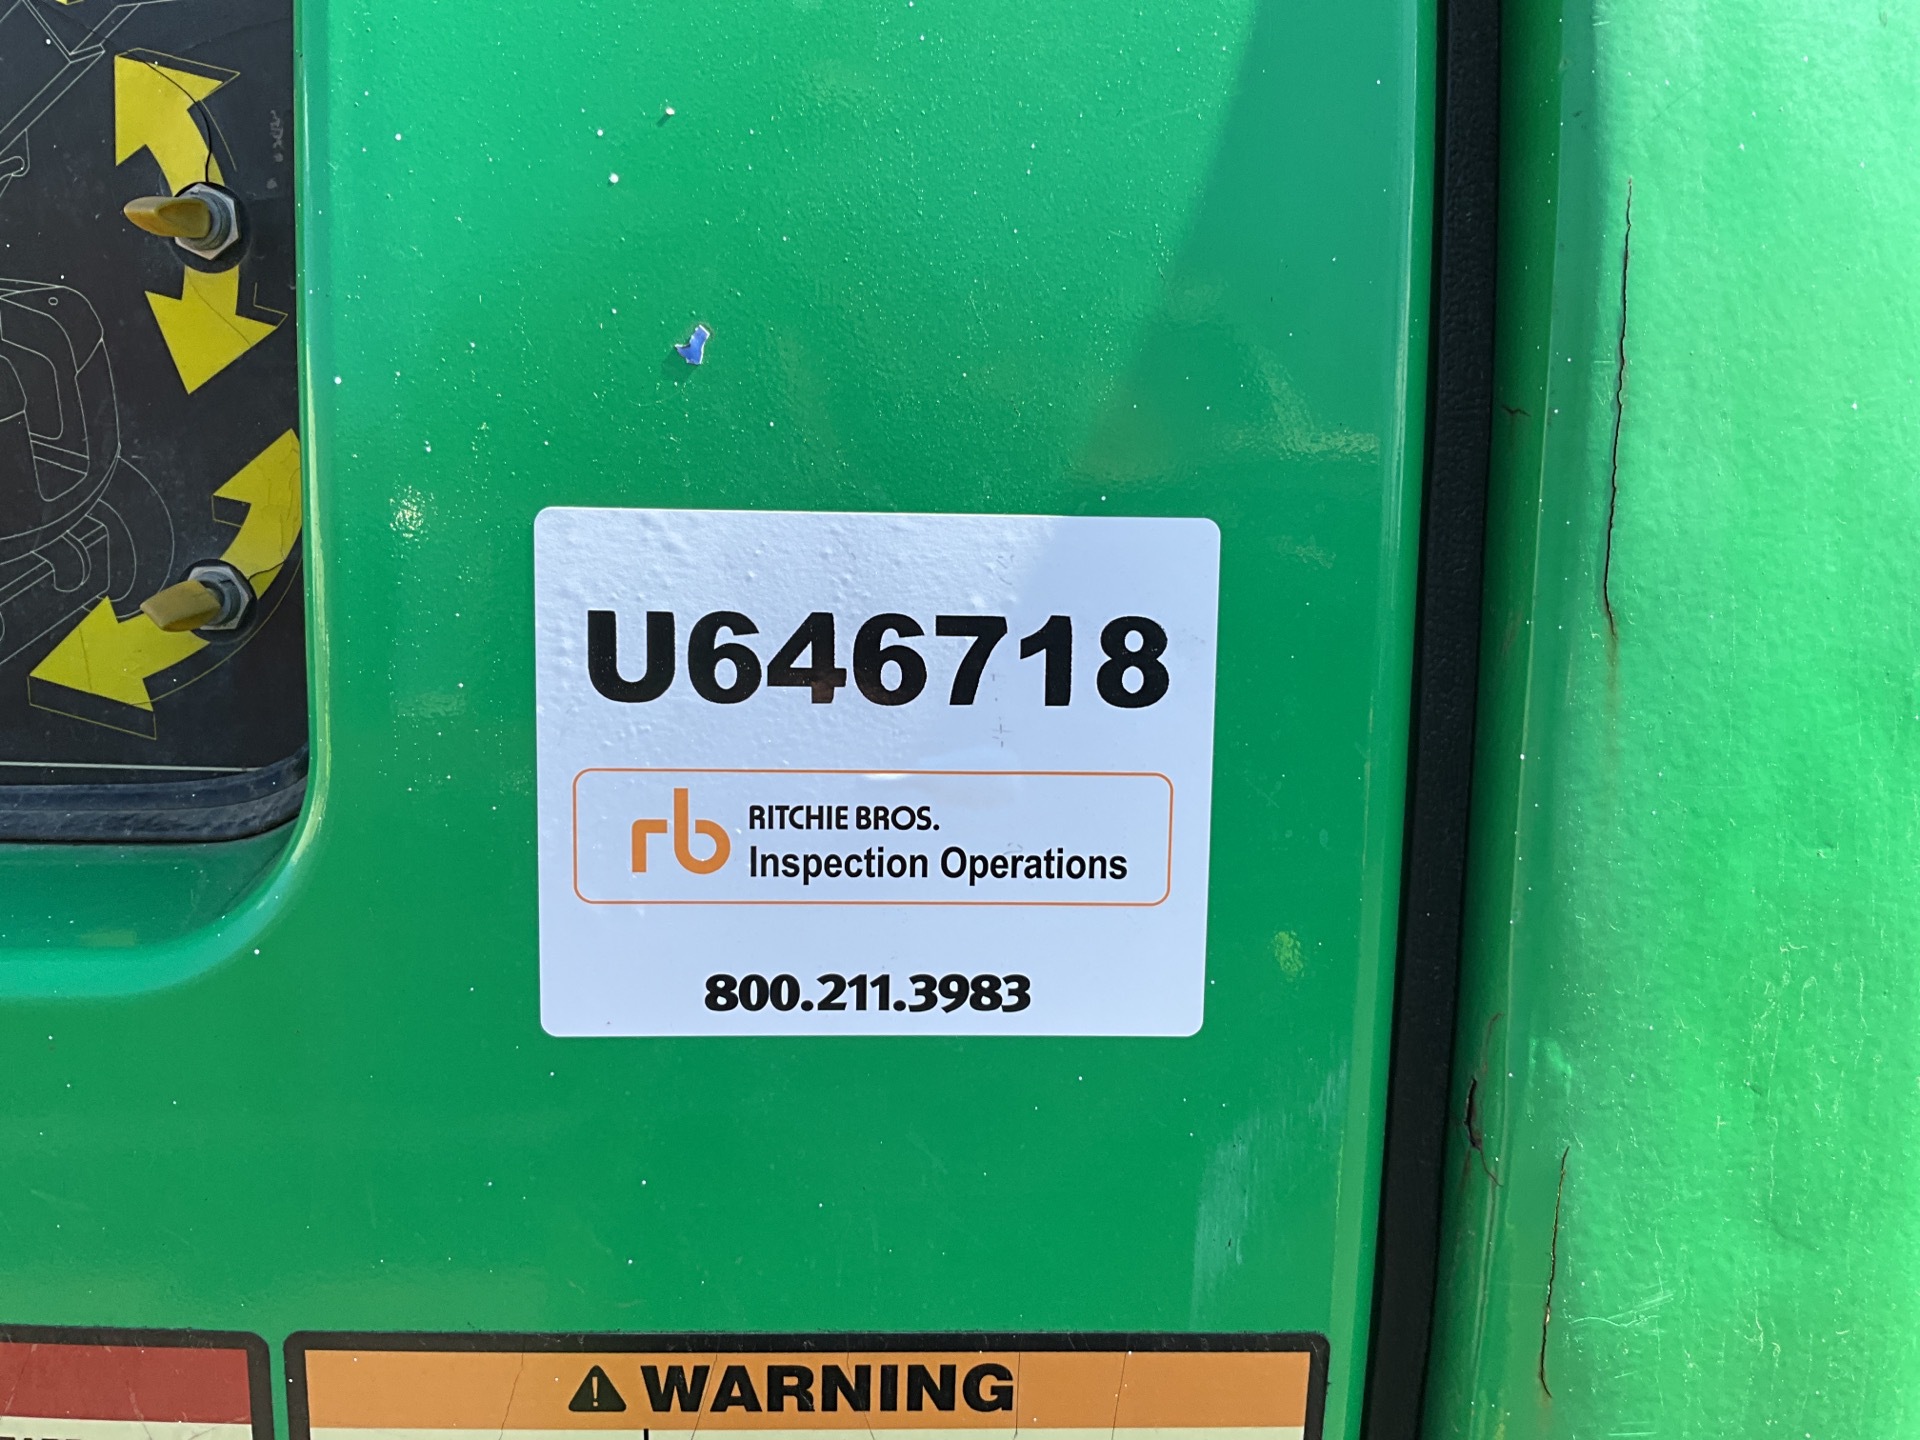 U646718
rb RITCHIE BROS.
Inspection Operations
800.211.3983
WARNING